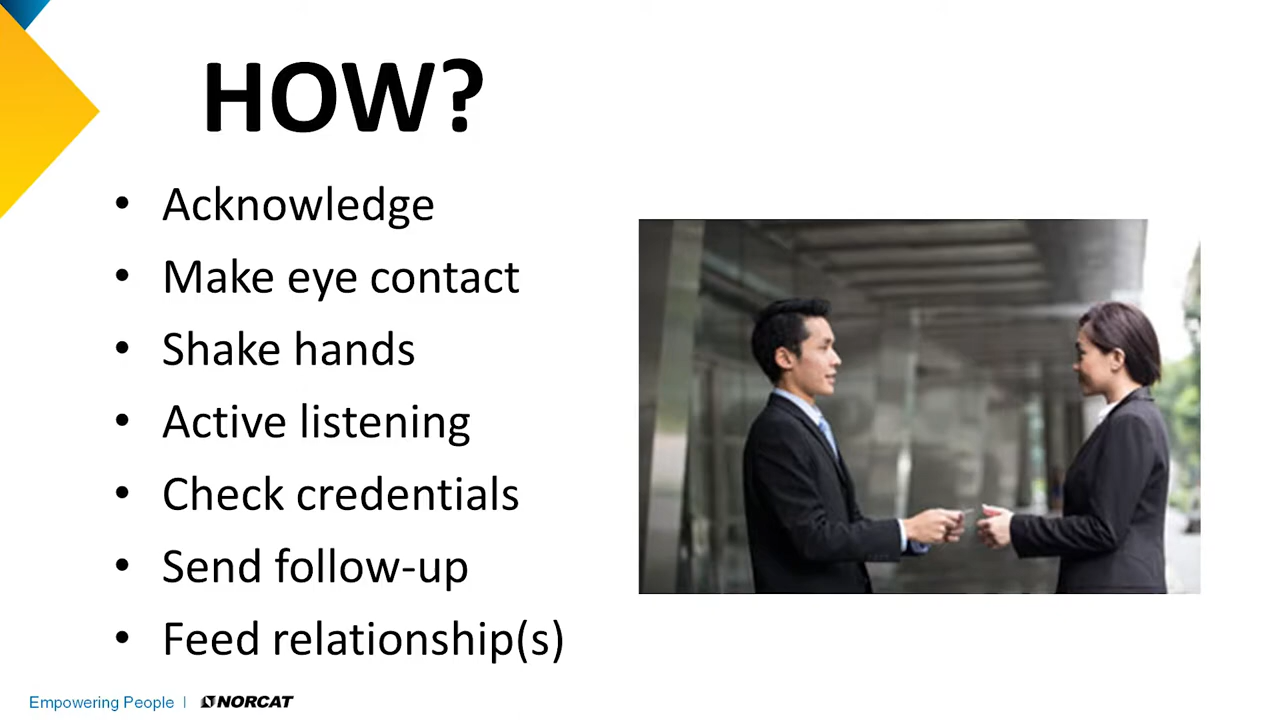 HOW?
• Acknowledge
• Make eye contact
• Shake hands
• Active listening
• Check credentials
• Send follow-up
• Feed relationship(s)
Empowering People | NORCAT